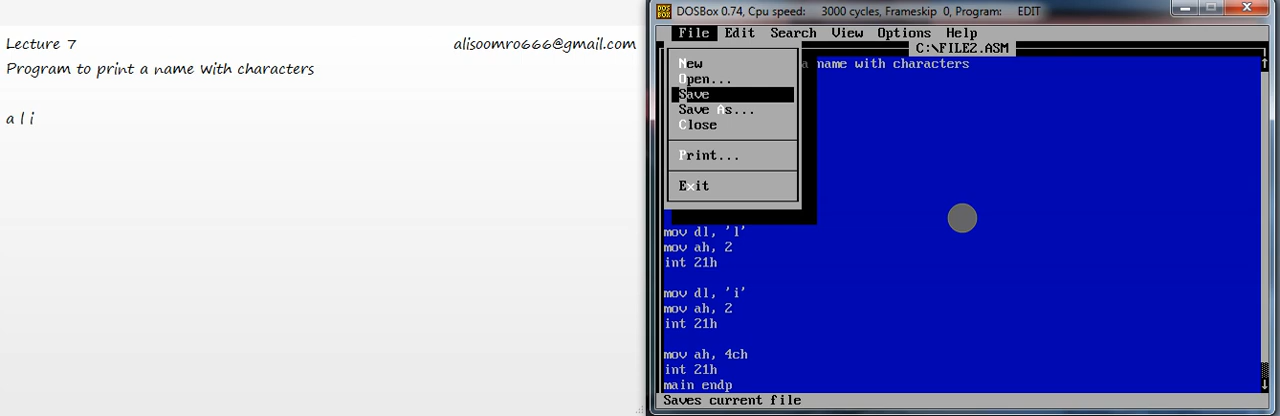 Lecture 7
alisoomro666@gmail.com
Program to print a name With characters
a l i
DOSBox 0.74, Cpu speed: 3000 cycles, Frameskip 0, Program: EDIT
File Edit Search View Options Help
C:\FILE2.ASM
New
Open...
Save
Save As...
Close
Print...
Exit
a name with characters
mov dl, 'l'
mov ah, 2
int 21h
mov dl, 'i'
mov ah, 2
int 21h
mov ah, 4ch
int 21h
main endp
Saves current file